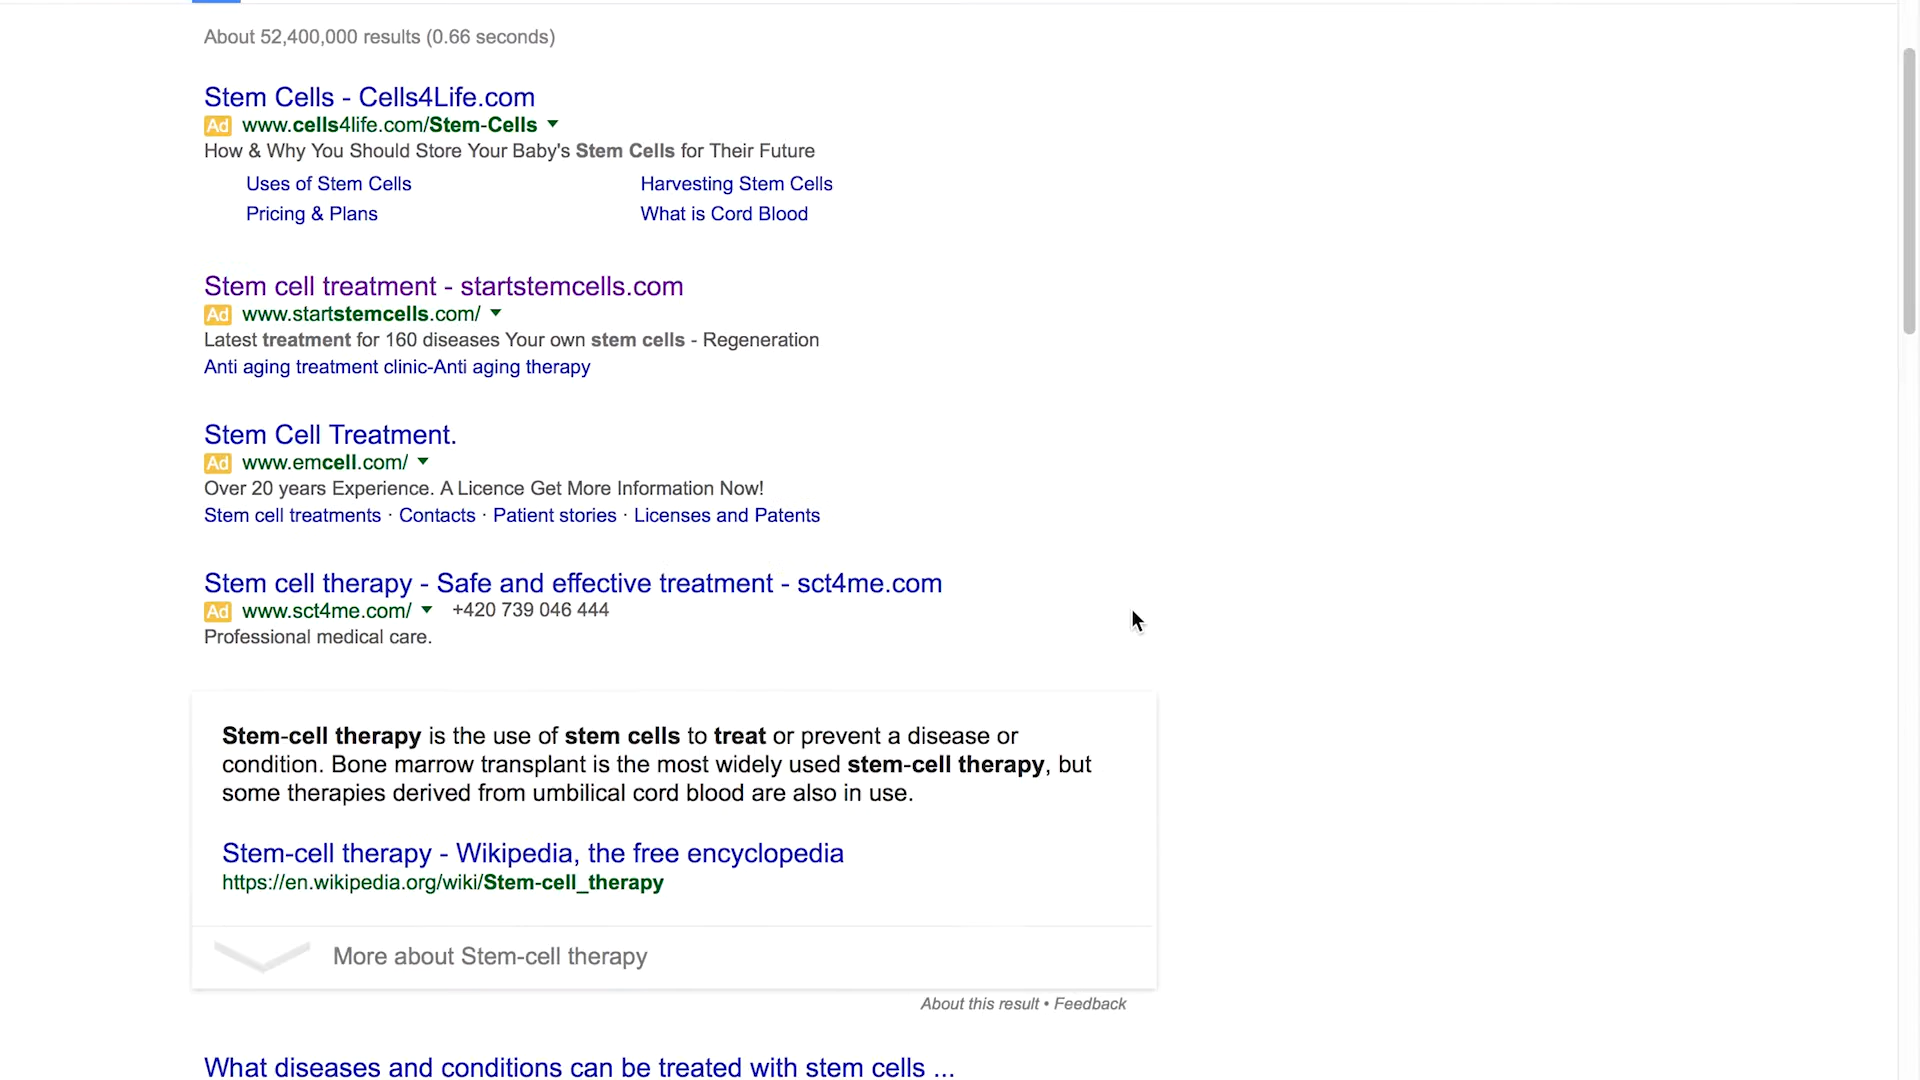 About 52,400,000 results (0.66 seconds)
Stem Cells - Cells4Life.com
Ad www.cells4life.com/Stem-Cells
How & Why You Should Store Your Baby's Stem Cells for Their Future
Uses of Stem Cells Harvesting Stem Cells
Pricing & Plans What is Cord Blood
Stem cell treatment - startstemcells.com
Ad www.startstemcells.com/
Latest treatment for 160 diseases Your own stem cells - Regeneration
Anti aging treatment clinic-Anti aging therapy
Stem Cell Treatment.
Ad www.emcell.com/
Over 20 years Experience. A Licence Get More Information Now!
Stem cell treatments · Contacts · Patient stories · Licenses and Patents
Stem cell therapy - Safe and effective treatment - sct4me.com
Ad www.sct4me.com/ +420 739 046 444
Professional medical care.
Stem-cell therapy is the use of stem cells to treat or prevent a disease or
condition. Bone marrow transplant is the most widely used stem-cell therapy, but
some therapies derived from umbilical cord blood are also in use.
Stem-cell therapy - Wikipedia, the free encyclopedia
https://en.wikipedia.org/wiki/Stem-cell_therapy
More about Stem-cell therapy
About this result • Feedback
What diseases and conditions can be treated with stem cells ...